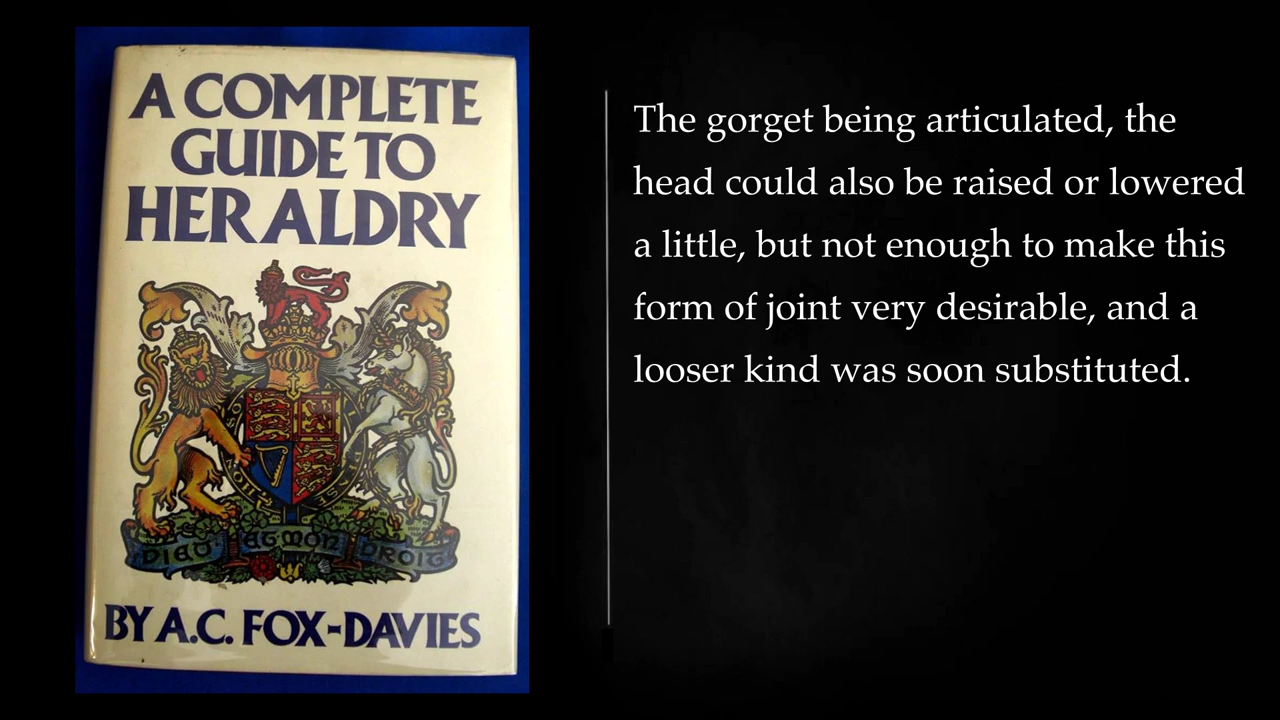 A COMPLETE
GUIDE TO
HERALDRY
DIEU ET MON DROIT
BY A.C. FOX-DAVIES
The gorget being articulated, the
head could also be raised or lowered
a little, but not enough to make this
form of joint very desirable, and a
looser kind was soon substituted.